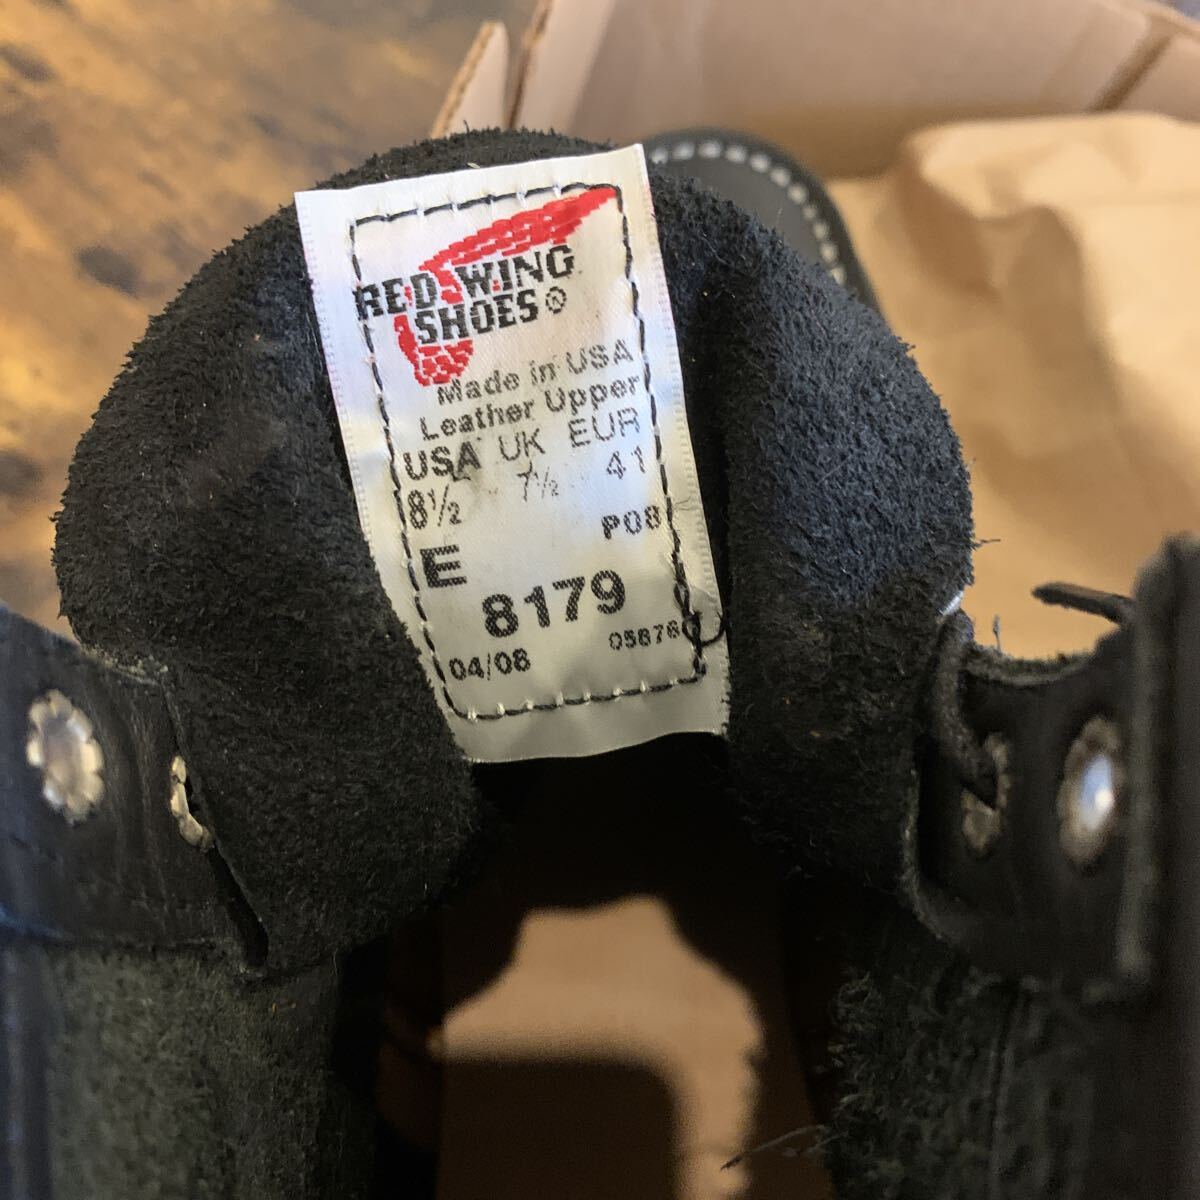 RED WING
SHOES®
Made in USA
Leather Upper
USA UK EUR
8½ 7½ 41
P08
E
8179
04/08 05876